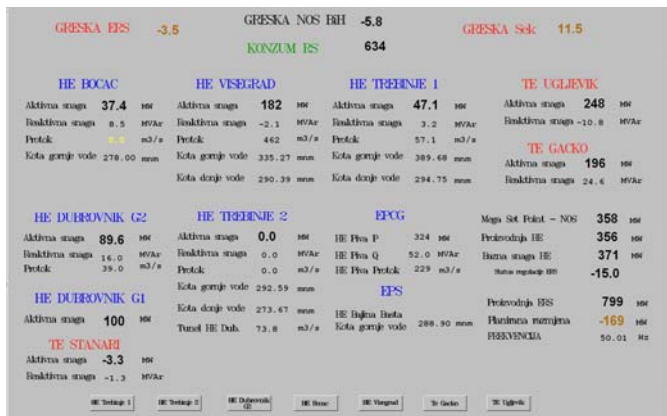 GRESKA ERS -3.5 GRESKA NOS BiH -5.8 GRESKA Sek 11.5
KONZUM RS 634
HE BOCAC
Aktivna snaga 37.4 MW
Reaktivna snaga 8.5 MVAr
Protok 0.0 m3/s
Kota gornje vode 278.00 mnm
HE VISEGRAD
Aktivna snaga 182 MW
Reaktivna snaga -2.1 MVAr
Protok 462 m3/s
Kota gornje vode 335.27 mnm
Kota donje vode 290.39 mnm
HE TREBINJE 1
Aktivna snaga 47.1 MW
Reaktivna snaga 3.2 MVAr
Protok 57.1 m3/s
Kota gornje vode 389.68 mnm
Kota donje vode 294.75 mnm
TE UGLJEVIK
Aktivna snaga 248 MW
Reaktivna snaga -10.8 MVAr
TE GACKO
Aktivna snaga 196 MW
Reaktivna snaga 24.6 MVAr
HE DUBROVNIK G2
Aktivna snaga 89.6 MW
Reaktivna snaga 16.0 MVAr
Protok 39.0 m3/s
HE DUBROVNIK G1
Aktivna snaga 100 MW
TE STANARI
Aktivna snaga -3.3 MW
Reaktivna snaga -1.3 MVAr
HE TREBINJE 2
Aktivna snaga 0.0 MW
Reaktivna snaga 0.0 MVAr
Protok 0.0 m3/s
Kota gornje vode 292.59 mnm
Kota donje vode 273.67 mnm
Tunel HE Dub. 73.8 m3/s
EPCG
HE Piva P 324 MW
HE Piva Q 52.0 MVAr
HE Piva Protok 229 m3/s
EPS
HE Bajina Basta
Kota gornje vode 288.90 mnm
Mega Set Point - NOS 358 MW
Proizvodnja HE 356 MW
Bazna snaga HE 371 MW
Status regulacije ERS -15.0
Proizvodnja ERS 799 MW
Planirana razmjena -169 MW
FREKVENCIJA 50.01 Hz
HE Trebinje 1 HE Trebinje 2 HE Dubrovnik G2 HE Bocac HE Visegrad Te Gacko TE Ugljevik